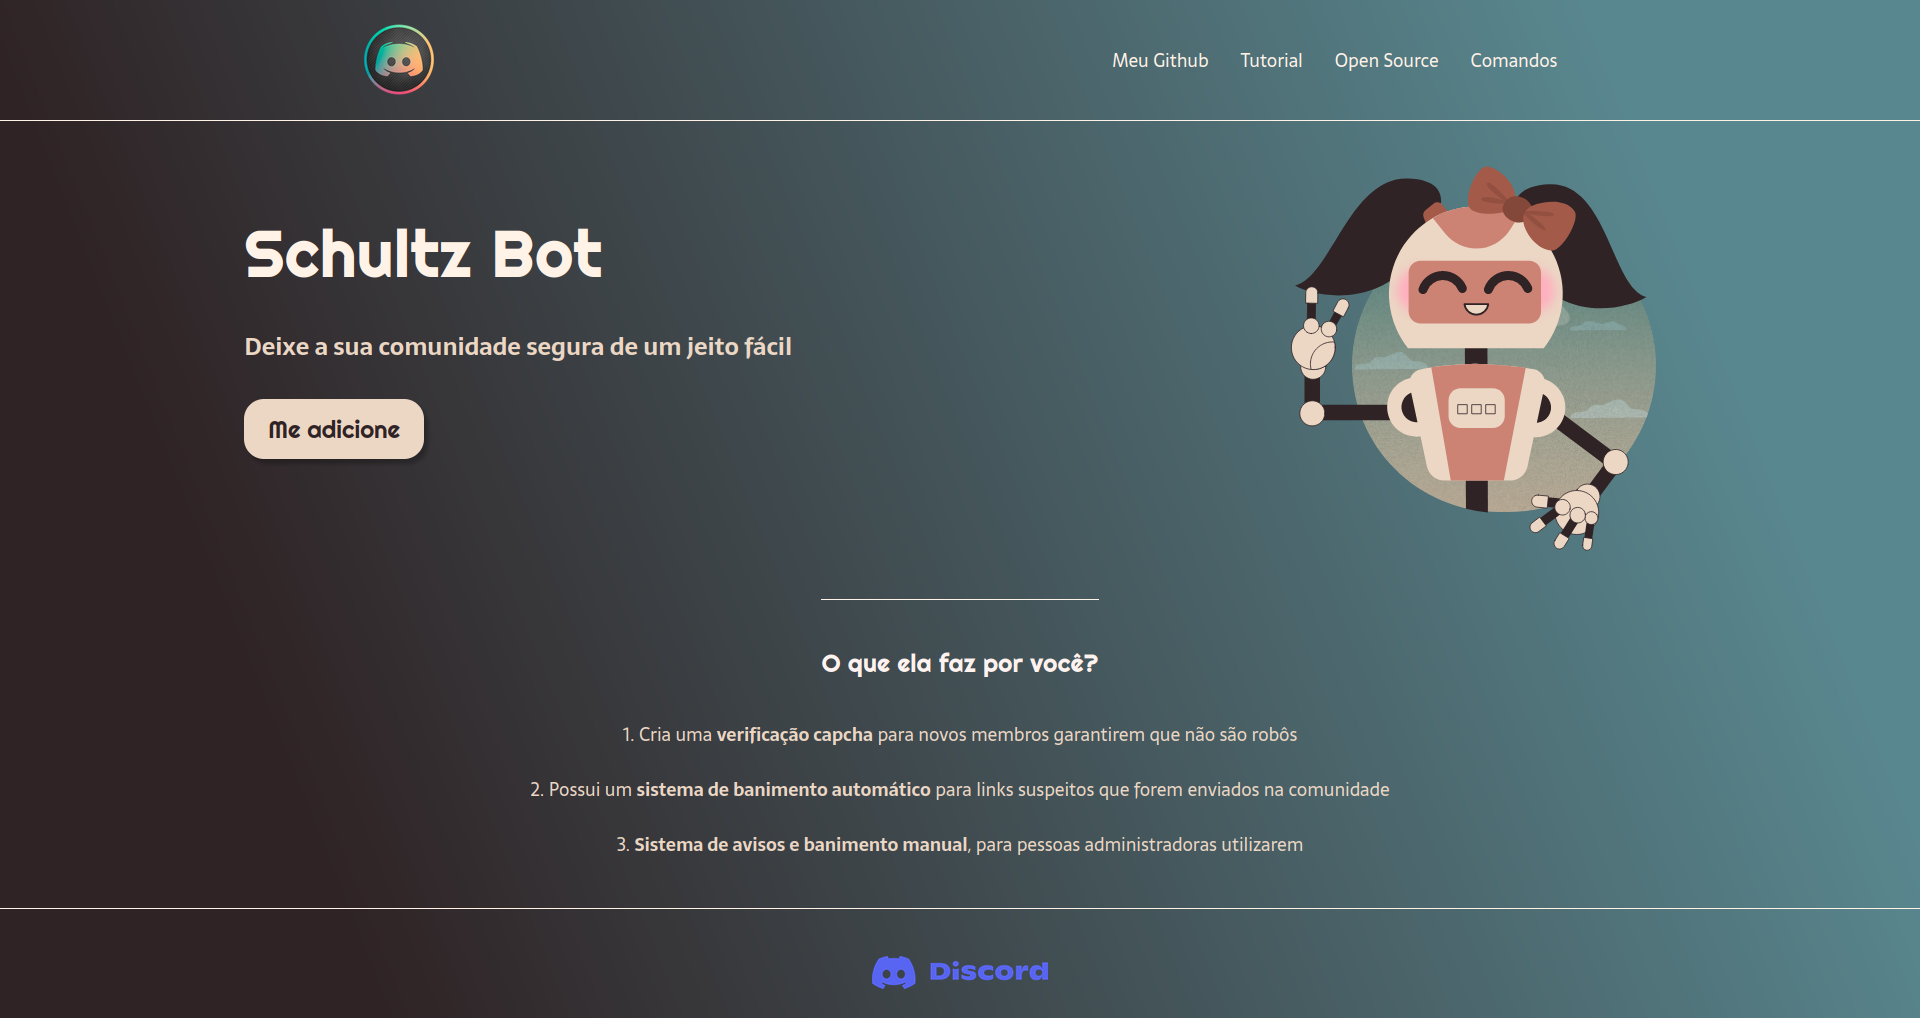 Meu Github Tutorial Open Source Comandos
Schultz Bot
Deixe a sua comunidade segura de um jeito fácil
Me adicione
O que ela faz por você?
1. Cria uma verificação capcha para novos membros garantirem que não são robôs
2. Possui um sistema de banimento automático para links suspeitos que forem enviados na comunidade
3. Sistema de avisos e banimento manual, para pessoas administradoras utilizarem
Discord